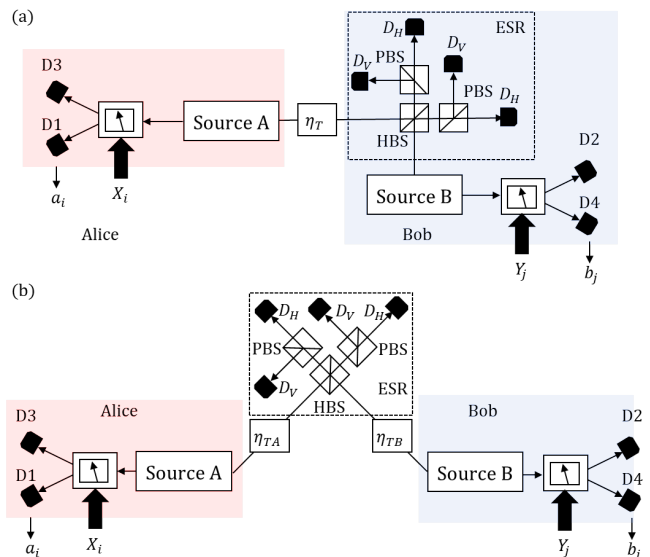 (a)
D_H
ESR
D3
PBS
D_V
D_V
PBS
D1
Source A
η_T
D_H
HBS
D2
a_i
X_i
Source B
D4
Alice
Bob
Y_j
b_j
(b)
D_H
D_V
D_H
PBS
PBS
D_V
ESR
HBS
Alice
Bob
D3
η_TA
η_TB
D2
D1
Source A
Source B
D4
a_i
X_i
Y_j
b_j